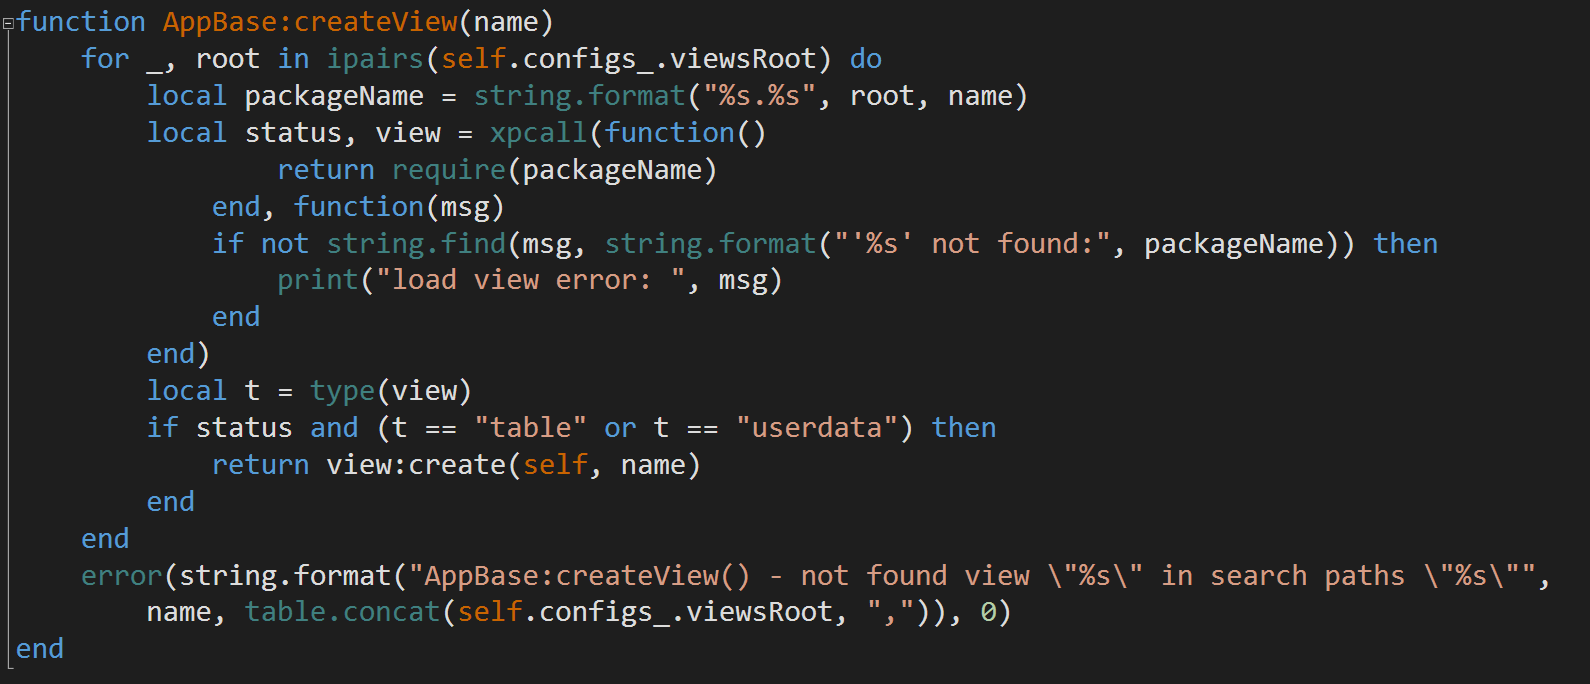 function AppBase:createView(name)
    for _, root in ipairs(self.configs_.viewsRoot) do
        local packageName = string.format("%s.%s", root, name)
        local status, view = xpcall(function()
                return require(packageName)
            end, function(msg)
            if not string.find(msg, string.format("'%s' not found:", packageName)) then
                print("load view error: ", msg)
            end
        end)
        local t = type(view)
        if status and (t == "table" or t == "userdata") then
            return view:create(self, name)
        end
    end
    error(string.format("AppBase:createView() - not found view \"%s\" in search paths \"%s\"",
        name, table.concat(self.configs_.viewsRoot, ",")), 0)
end